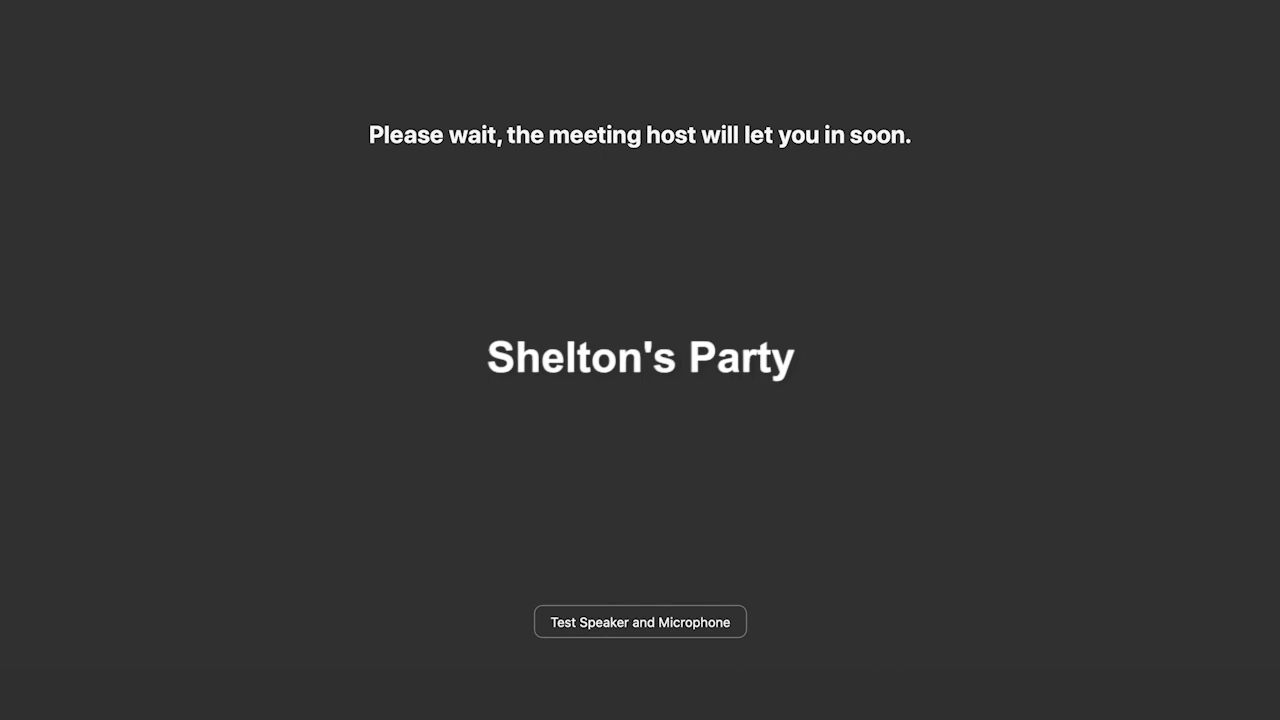 Please wait, the meeting host will let you in soon.
Shelton's Party
Test Speaker and Microphone